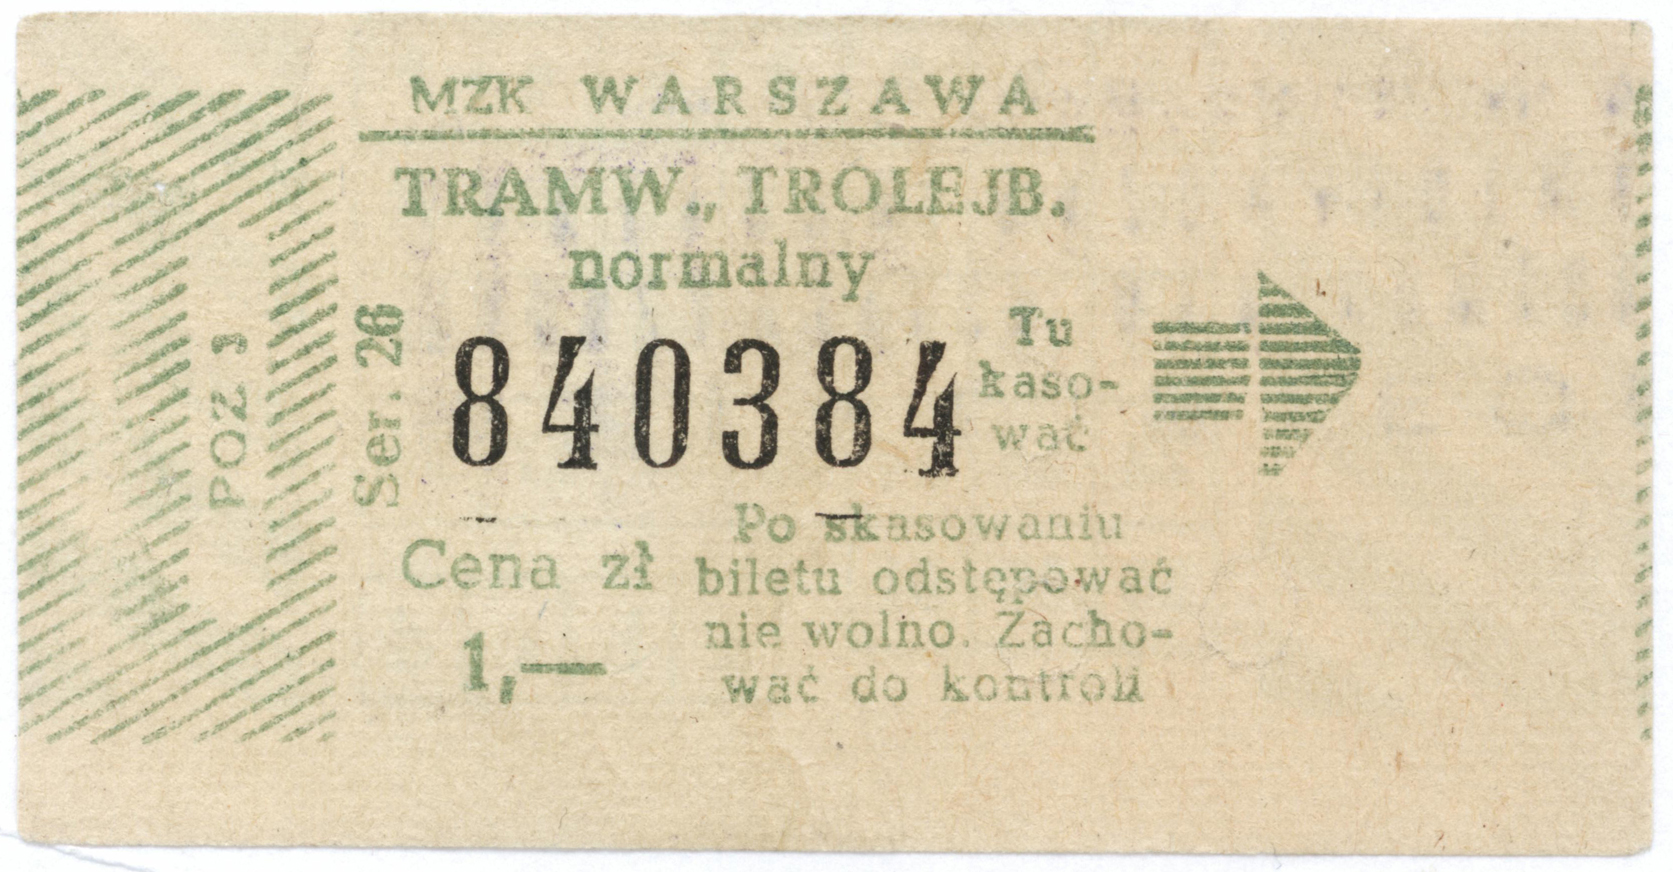 MZK WARSZAWA
TRAMW., TROLEJB.
normalny
POZ 3
Ser. 26
840384
Tu
kaso-
wać
Cena zł
1,—
Po skasowaniu
biletu odstępować
nie wolno. Zacho-
wać do kontroli